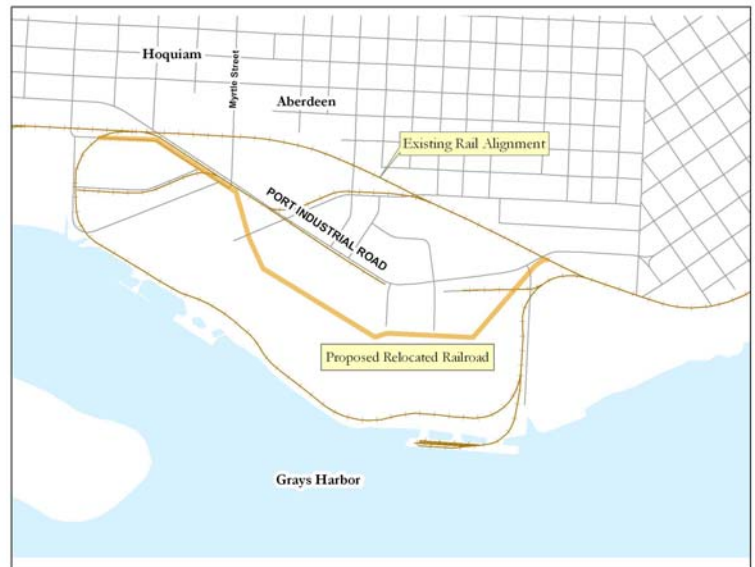 Hoquiam
Myrtle Street
Aberdeen
Existing Rail Alignment
PORT INDUSTRIAL ROAD
Proposed Relocated Railroad
Grays Harbor